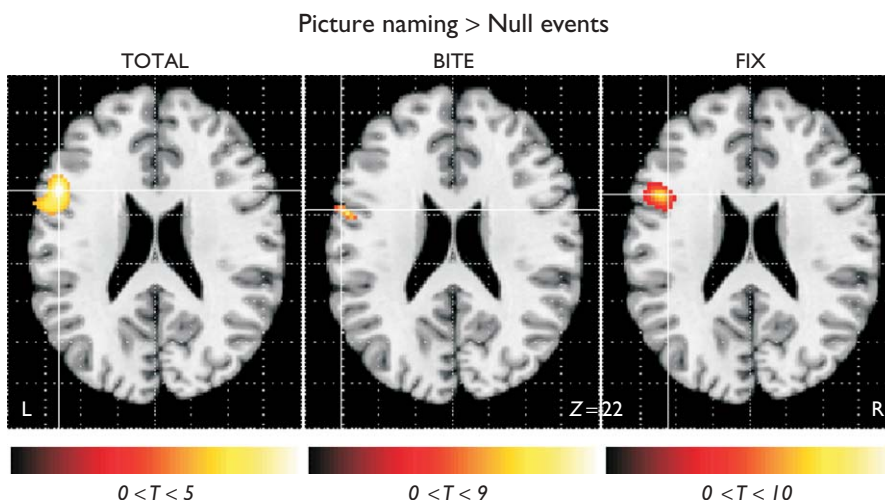 Picture naming > Null events
TOTAL BITE FIX
L Z = 22 R
0 < T < 5 0 < T < 9 0 < T < 10